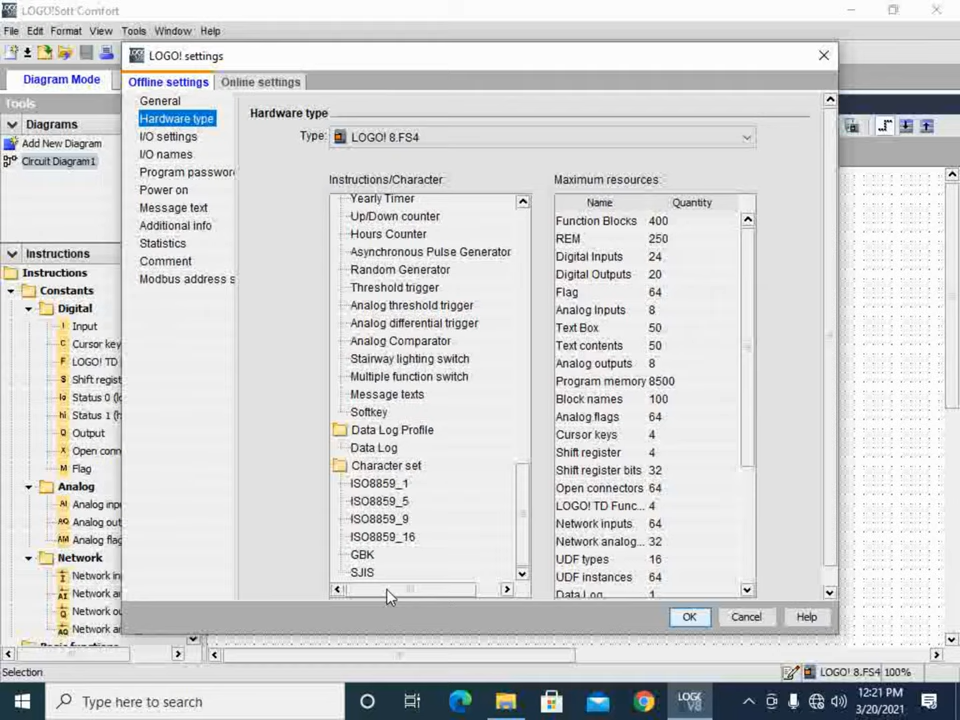 LOGO!Soft Comfort
File Edit Format View Tools Window Help
LOGO! settings
Diagram Mode
Offline settings Online settings
Tools
Diagrams
Add New Diagram
Circuit Diagram1
Instructions
Instructions
Constants
Digital
Input
Cursor key
LOGO! TD
Shift regist
Status 0 (lo
Status 1 (h
Output
Open conn
Flag
Analog
Analog inpu
Analog out
Analog flag
Network
Network in
Network an
Network ou
Network an
General
Hardware type
I/O settings
I/O names
Program password
Power on
Message text
Additional info
Statistics
Comment
Modbus address s
Hardware type
Type: LOGO! 8.FS4
Instructions/Character:
Yearly Timer
Up/Down counter
Hours Counter
Asynchronous Pulse Generator
Random Generator
Threshold trigger
Analog threshold trigger
Analog differential trigger
Analog Comparator
Stairway lighting switch
Multiple function switch
Message texts
Softkey
Data Log Profile
Data Log
Character set
ISO8859_1
ISO8859_5
ISO8859_9
ISO8859_16
GBK
SJIS
Maximum resources:
Name Quantity
Function Blocks 400
REM 250
Digital Inputs 24
Digital Outputs 20
Flag 64
Analog Inputs 8
Text Box 50
Text contents 50
Analog outputs 8
Program memory 8500
Block names 100
Analog flags 64
Cursor keys 4
Shift register 4
Shift register bits 32
Open connectors 64
LOGO! TD Func... 4
Network inputs 64
Network analog... 32
UDF types 16
UDF instances 64
Data Log 1
OK Cancel Help
Selection
LOGO! 8.FS4 100%
Type here to search
12:21 PM
3/20/2021